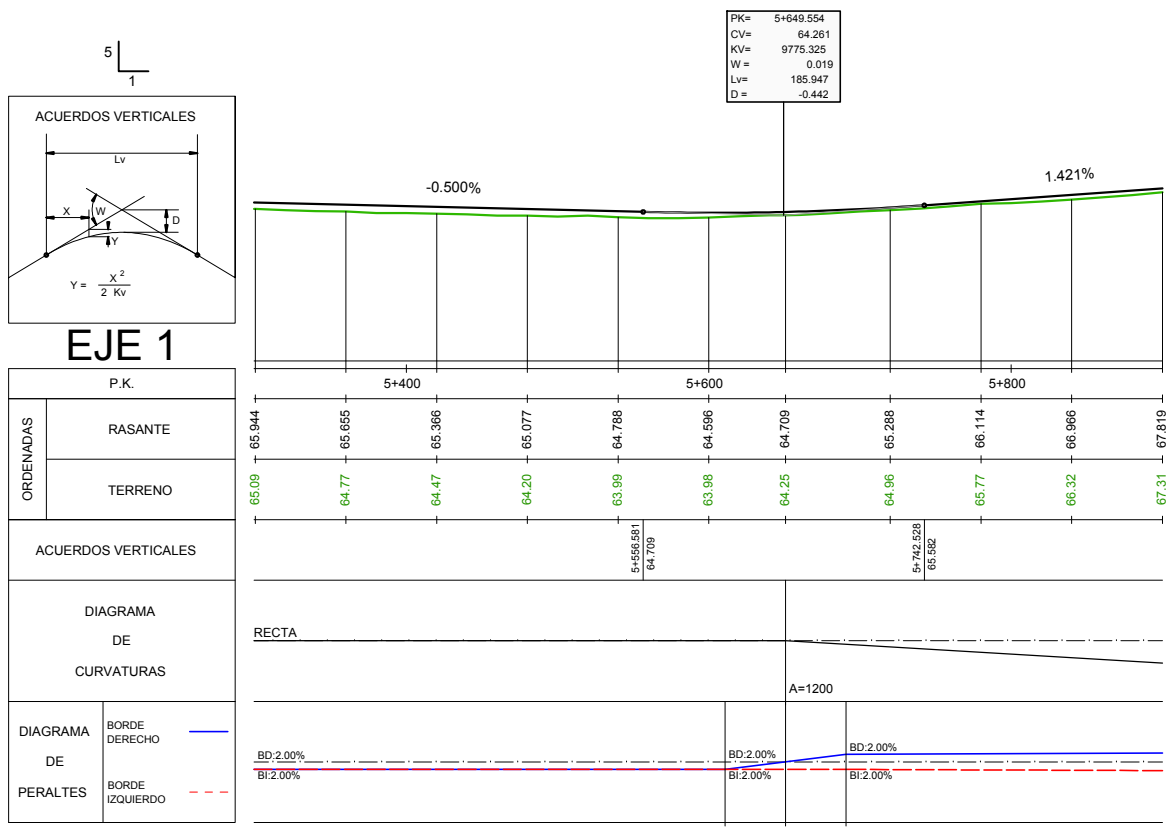 PK= 5+649.554
CV= 64.261
KV= 9775.325
W = 0.019
Lv= 185.947
D = -0.442
5
1
ACUERDOS VERTICALES
Lv
X
W
D
Y
Y = X 2
2 Kv
-0.500%
1.421%
EJE 1
P.K.
5+400 5+600 5+800
ORDENADAS
RASANTE
65.944 65.655 65.366 65.077 64.788 64.596 64.709 65.288 66.114 66.966 67.819
TERRENO
65.09 64.77 64.47 64.20 63.99 63.98 64.25 64.96 65.77 66.32 67.31
ACUERDOS VERTICALES
5+556.581
64.709
5+742.528
65.582
DIAGRAMA
DE
CURVATURAS
RECTA
A=1200
DIAGRAMA
DE
PERALTES
BORDE
DERECHO
BORDE
IZQUIERDO
BD:2.00% BD:2.00% BD:2.00%
BI:2.00% BI:2.00% BI:2.00%